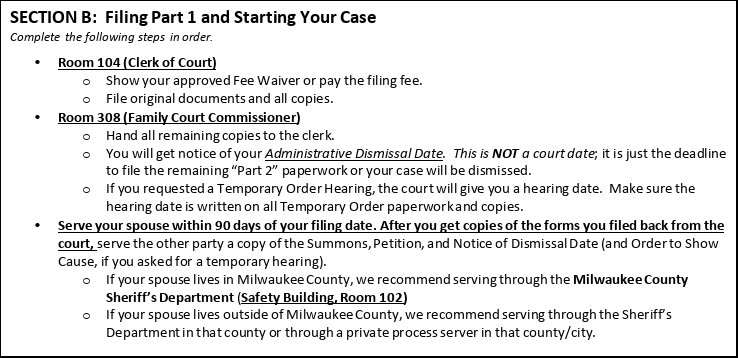 SECTION B:  Filing Part 1 and Starting Your Case
Complete the following steps in order.
• Room 104 (Clerk of Court)
o Show your approved Fee Waiver or pay the filing fee.
o File original documents and all copies.
• Room 308 (Family Court Commissioner)
o Hand all remaining copies to the clerk.
o You will get notice of your Administrative Dismissal Date.  This is NOT a court date; it is just the deadline
to file the remaining “Part 2” paperwork or your case will be dismissed.
o If you requested a Temporary Order Hearing, the court will give you a hearing date.  Make sure the
hearing date is written on all Temporary Order paperwork and copies.
• Serve your spouse within 90 days of your filing date. After you get copies of the forms you filed back from the
court, serve the other party a copy of the Summons, Petition, and Notice of Dismissal Date (and Order to Show
Cause, if you asked for a temporary hearing).
o If your spouse lives in Milwaukee County, we recommend serving through the Milwaukee County
Sheriff’s Department (Safety Building, Room 102)
o If your spouse lives outside of Milwaukee County, we recommend serving through the Sheriff’s
Department in that county or through a private process server in that county/city.